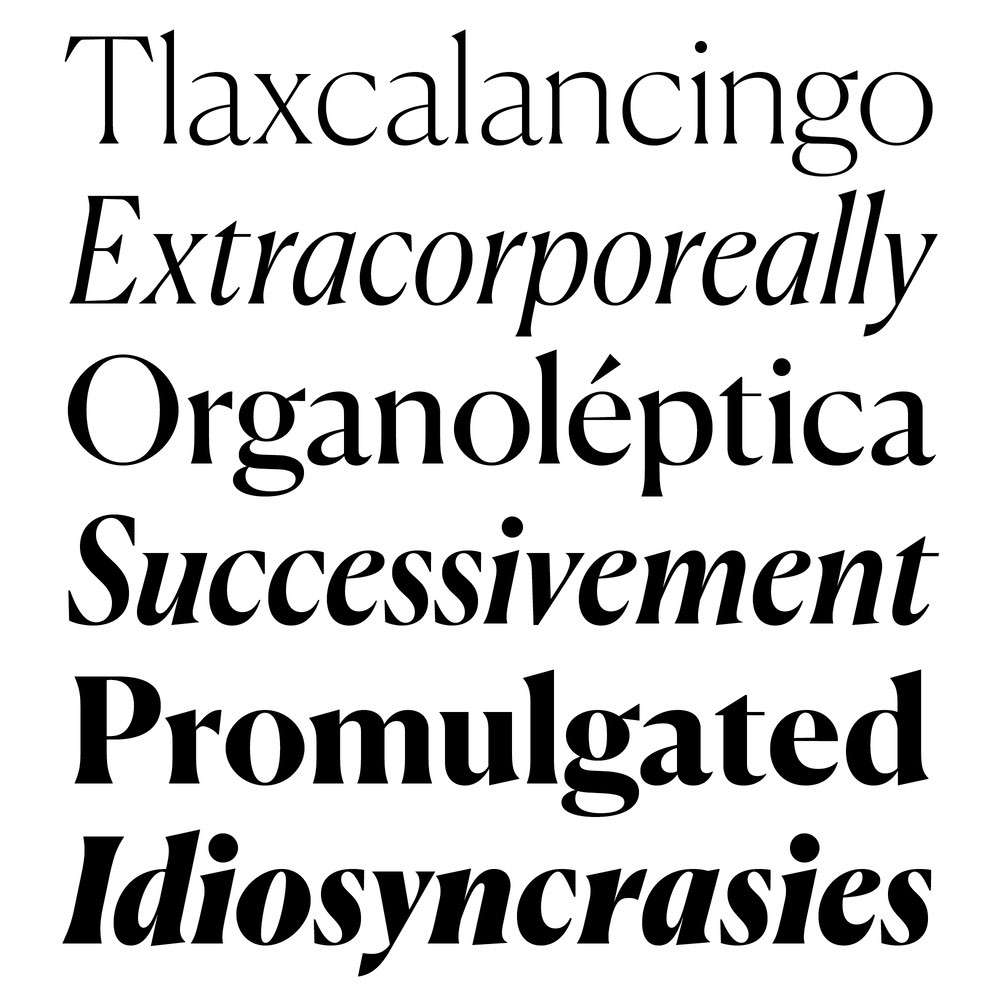 Tlaxcalancingo
Extracorporeally
Organoléptica
Successivement
Promulgated
Idiosyncrasies